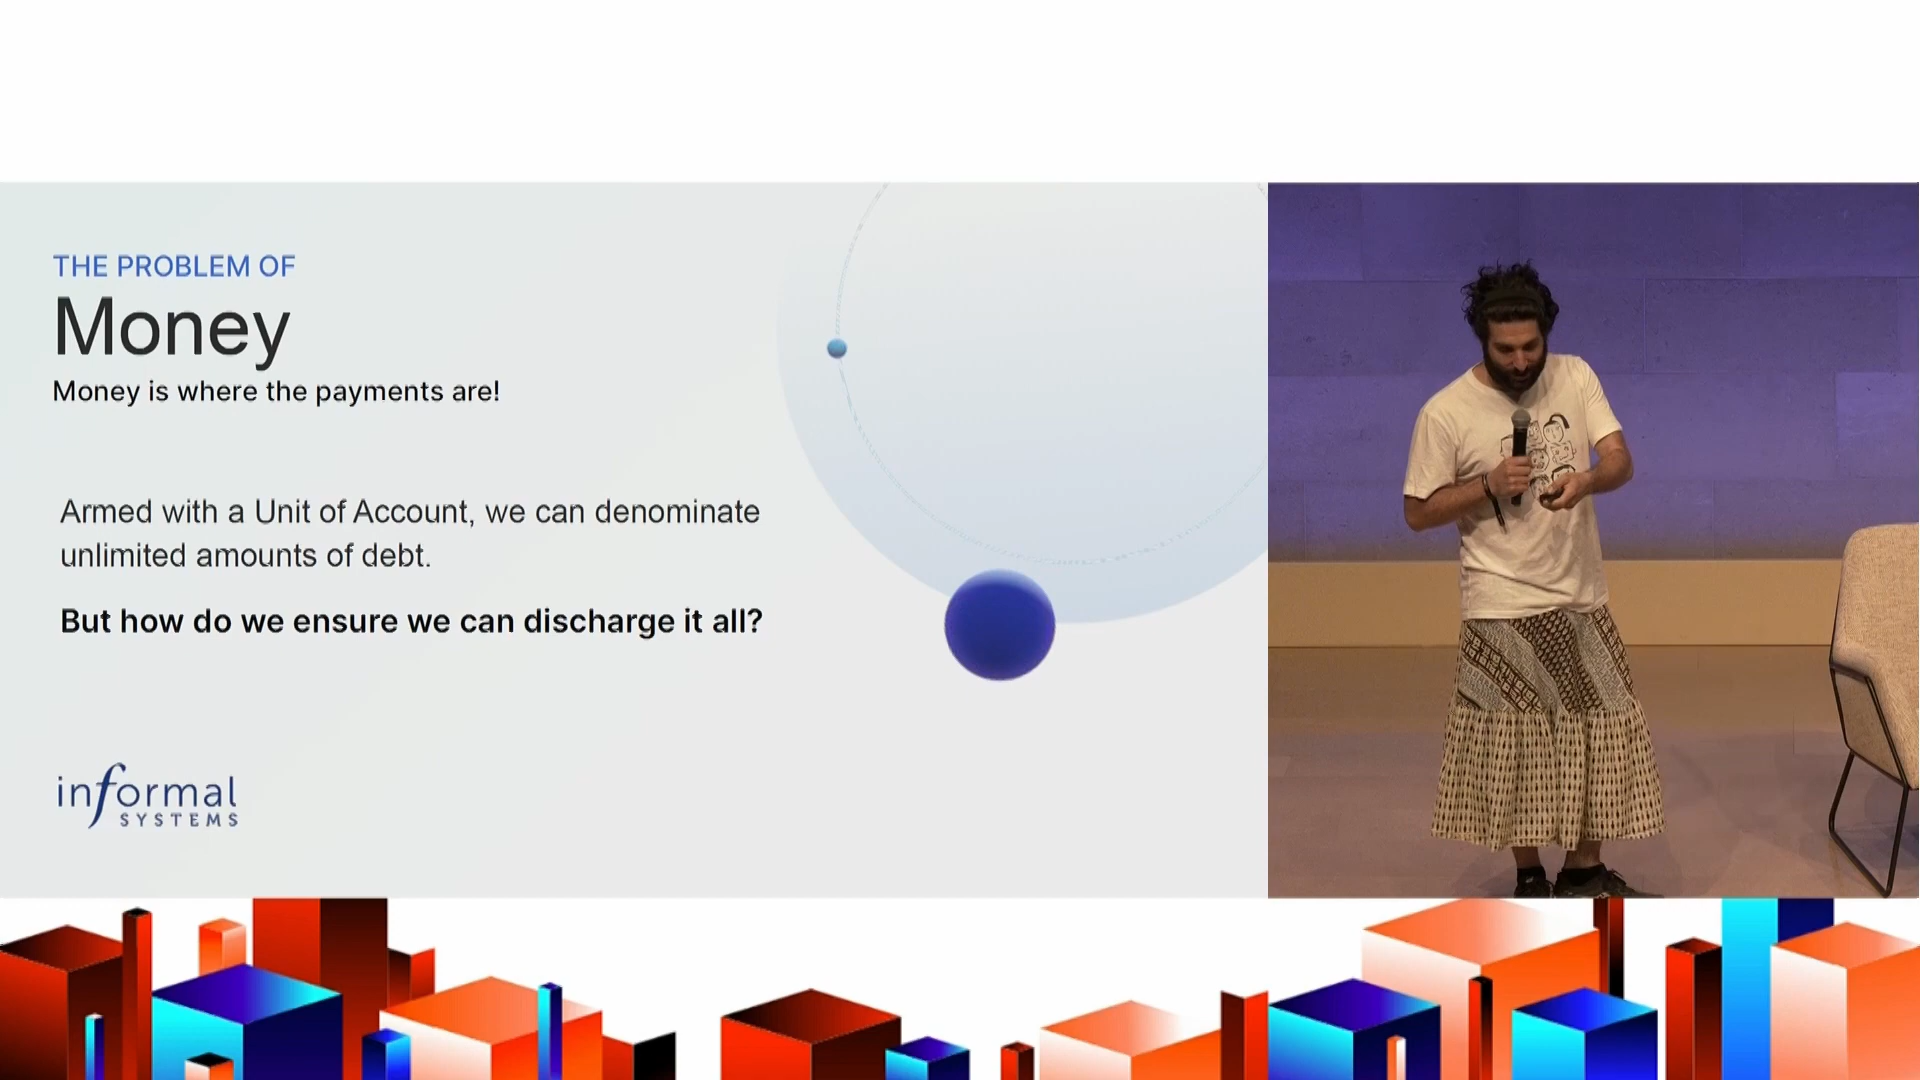 THE PROBLEM OF
Money
Money is where the payments are!
Armed with a Unit of Account, we can denominate
unlimited amounts of debt.
But how do we ensure we can discharge it all?
informal
SYSTEMS